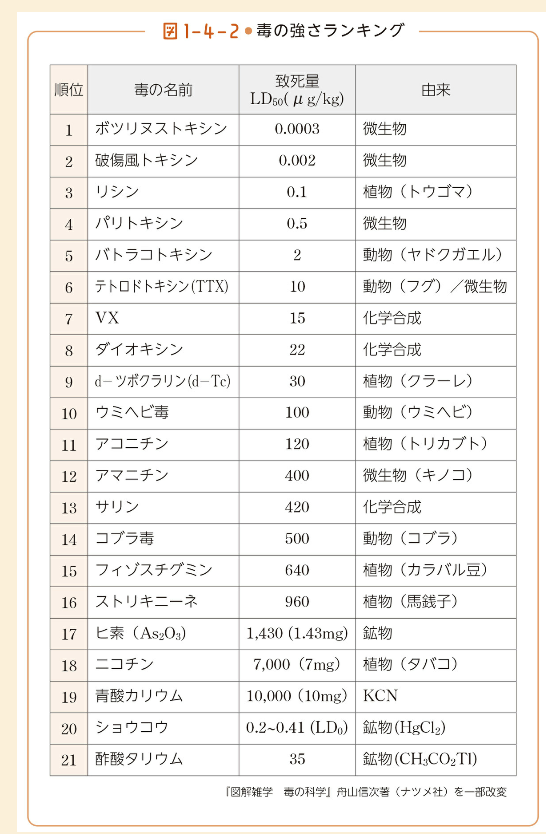 図1-4-2●毒の強さランキング
順位 毒の名前 致死量 LD₅₀(μg/kg) 由来
1 ボツリヌストキシン 0.0003 微生物
2 破傷風トキシン 0.002 微生物
3 リシン 0.1 植物（トウゴマ）
4 パリトキシン 0.5 微生物
5 バトラコトキシン 2 動物（ヤドクガエル）
6 テトロドトキシン(TTX) 10 動物（フグ）／微生物
7 VX 15 化学合成
8 ダイオキシン 22 化学合成
9 d－ツボクラリン(d－Tc) 30 植物（クラーレ）
10 ウミヘビ毒 100 動物（ウミヘビ）
11 アコニチン 120 植物（トリカブト）
12 アマニチン 400 微生物（キノコ）
13 サリン 420 化学合成
14 コブラ毒 500 動物（コブラ）
15 フィゾスチグミン 640 植物（カラバル豆）
16 ストリキニーネ 960 植物（馬銭子）
17 ヒ素（As₂O₃) 1,430 (1.43mg) 鉱物
18 ニコチン 7,000（7mg） 植物（タバコ）
19 青酸カリウム 10,000 (10mg) KCN
20 ショウコウ 0.2~0.41 (LD₀) 鉱物(HgCl₂)
21 酢酸タリウム 35 鉱物(CH₃CO₂Tl)
『図解雑学　毒の科学』舟山信次著（ナツメ社）を一部改変